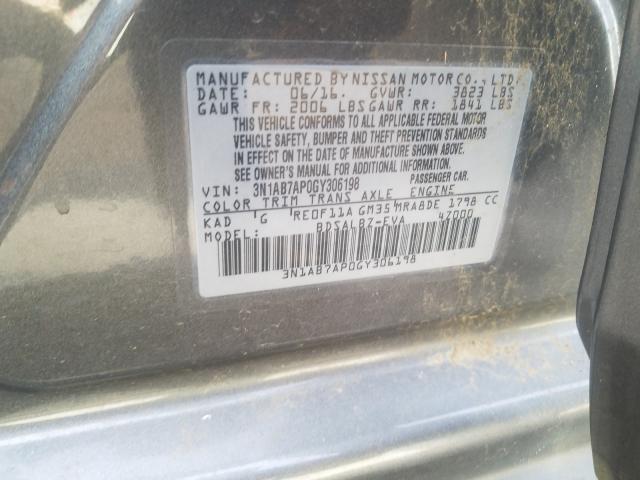 MANUFACTURED BY NISSAN MOTOR CO., LTD.
DATE: 06/16. GVWR: 3823 LBS
GAWR FR: 2006 LBS GAWR RR: 1841 LBS
THIS VEHICLE CONFORMS TO ALL APPLICABLE FEDERAL MOTOR
VEHICLE SAFETY, BUMPER AND THEFT PREVENTION STANDARDS
IN EFFECT ON THE DATE OF MANUFACTURE SHOWN ABOVE.
SEE OWNER'S MANUAL FOR ADDITIONAL INFORMATION.
VIN: 3N1AB7AP0GY306198 PASSENGER CAR.
COLOR TRIM TRANS AXLE ENGINE
KAD G RE0F11A GM35 MRA8DE 1798 CC
MODEL: BDSALBZ-EVA 47000
3N1AB7AP0GY306198